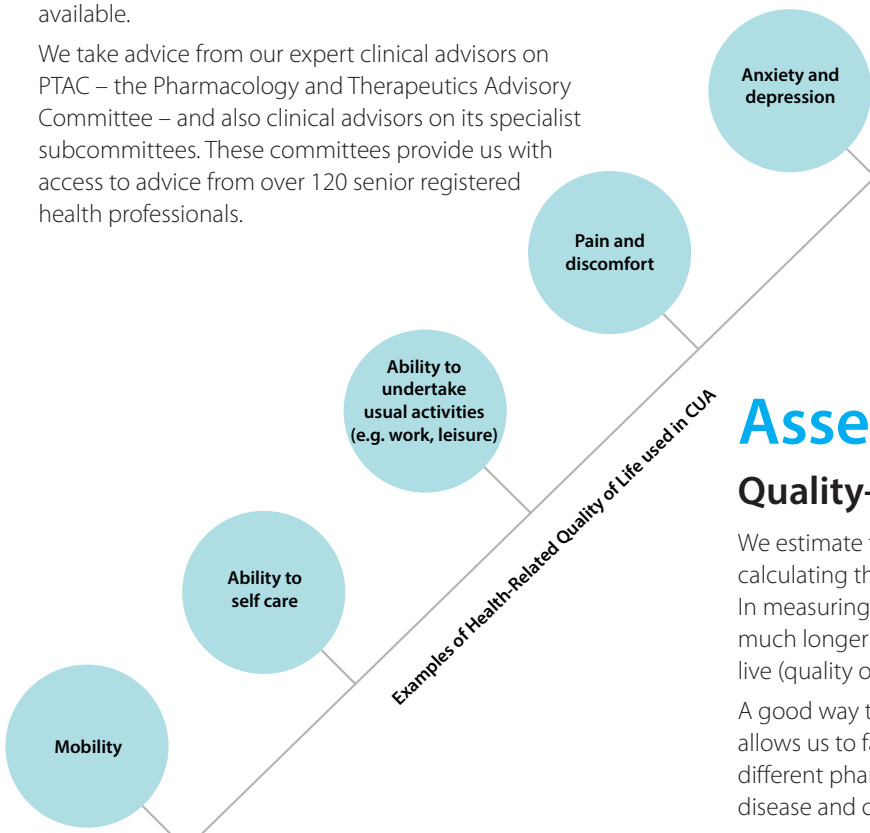 available.
We take advice from our expert clinical advisors on
PTAC – the Pharmacology and Therapeutics Advisory
Committee – and also clinical advisors on its specialist
subcommittees. These committees provide us with
access to advice from over 120 senior registered
health professionals.
Anxiety and
depression
Pain and
discomfort
Ability to
undertake
usual activities
(e.g. work, leisure)
Ability to
self care
Mobility
Examples of Health-Related Quality of Life used in CUA
Asse
Quality-
We estimate
calculating th
In measuring
much longer
live (quality o
A good way t
allows us to fa
different phar
disease and c